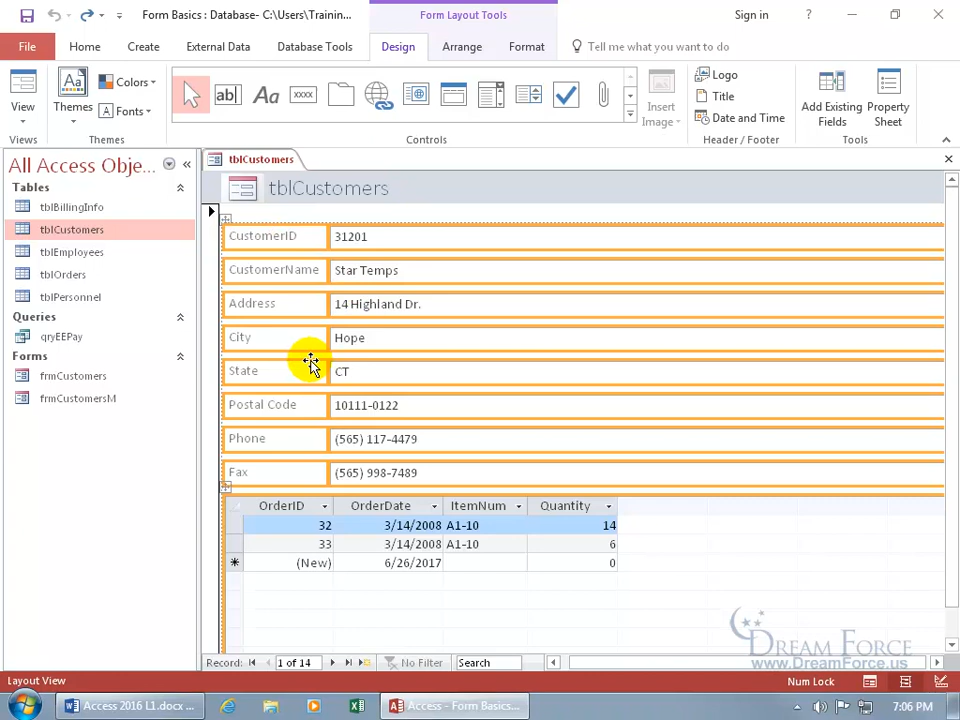 Form Basics : Database- C:\Users\Trainin...
Form Layout Tools
Sign in
?
File
Home
Create
External Data
Database Tools
Design
Arrange
Format
Tell me what you want to do
View
Views
Aa
Themes
Colors
Fonts
Themes
ab|
Aa
xxxx
Controls
Insert
Image
Logo
Title
Date and Time
Header / Footer
Add Existing
Fields
Property
Sheet
Tools
All Access Obje...
Tables
tblBillingInfo
tblCustomers
tblEmployees
tblOrders
tblPersonnel
Queries
qryEEPay
Forms
frmCustomers
frmCustomersM
tblCustomers
tblCustomers
CustomerID 31201
CustomerName Star Temps
Address 14 Highland Dr.
City Hope
State CT
Postal Code 10111-0122
Phone (565) 117-4479
Fax (565) 998-7489
OrderID OrderDate ItemNum Quantity
32 3/14/2008 A1-10 14
33 3/14/2008 A1-10 6
(New) 6/26/2017 0
Dream Force
www.DreamForce.us
Record: 1 of 14 No Filter Search
Layout View
Num Lock
Access 2016 L1.docx ...
Access - Form Basics...
7:06 PM